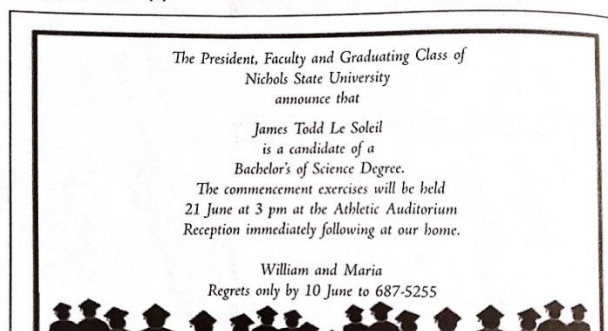 The President, Faculty and Graduating Class of
Nichols State University
announce that
James Todd Le Soleil
is a candidate of a
Bachelor's of Science Degree.
The commencement exercises will be held
21 June at 3 pm at the Athletic Auditorium
Reception immediately following at our home.
William and Maria
Regrets only by 10 June to 687-5255